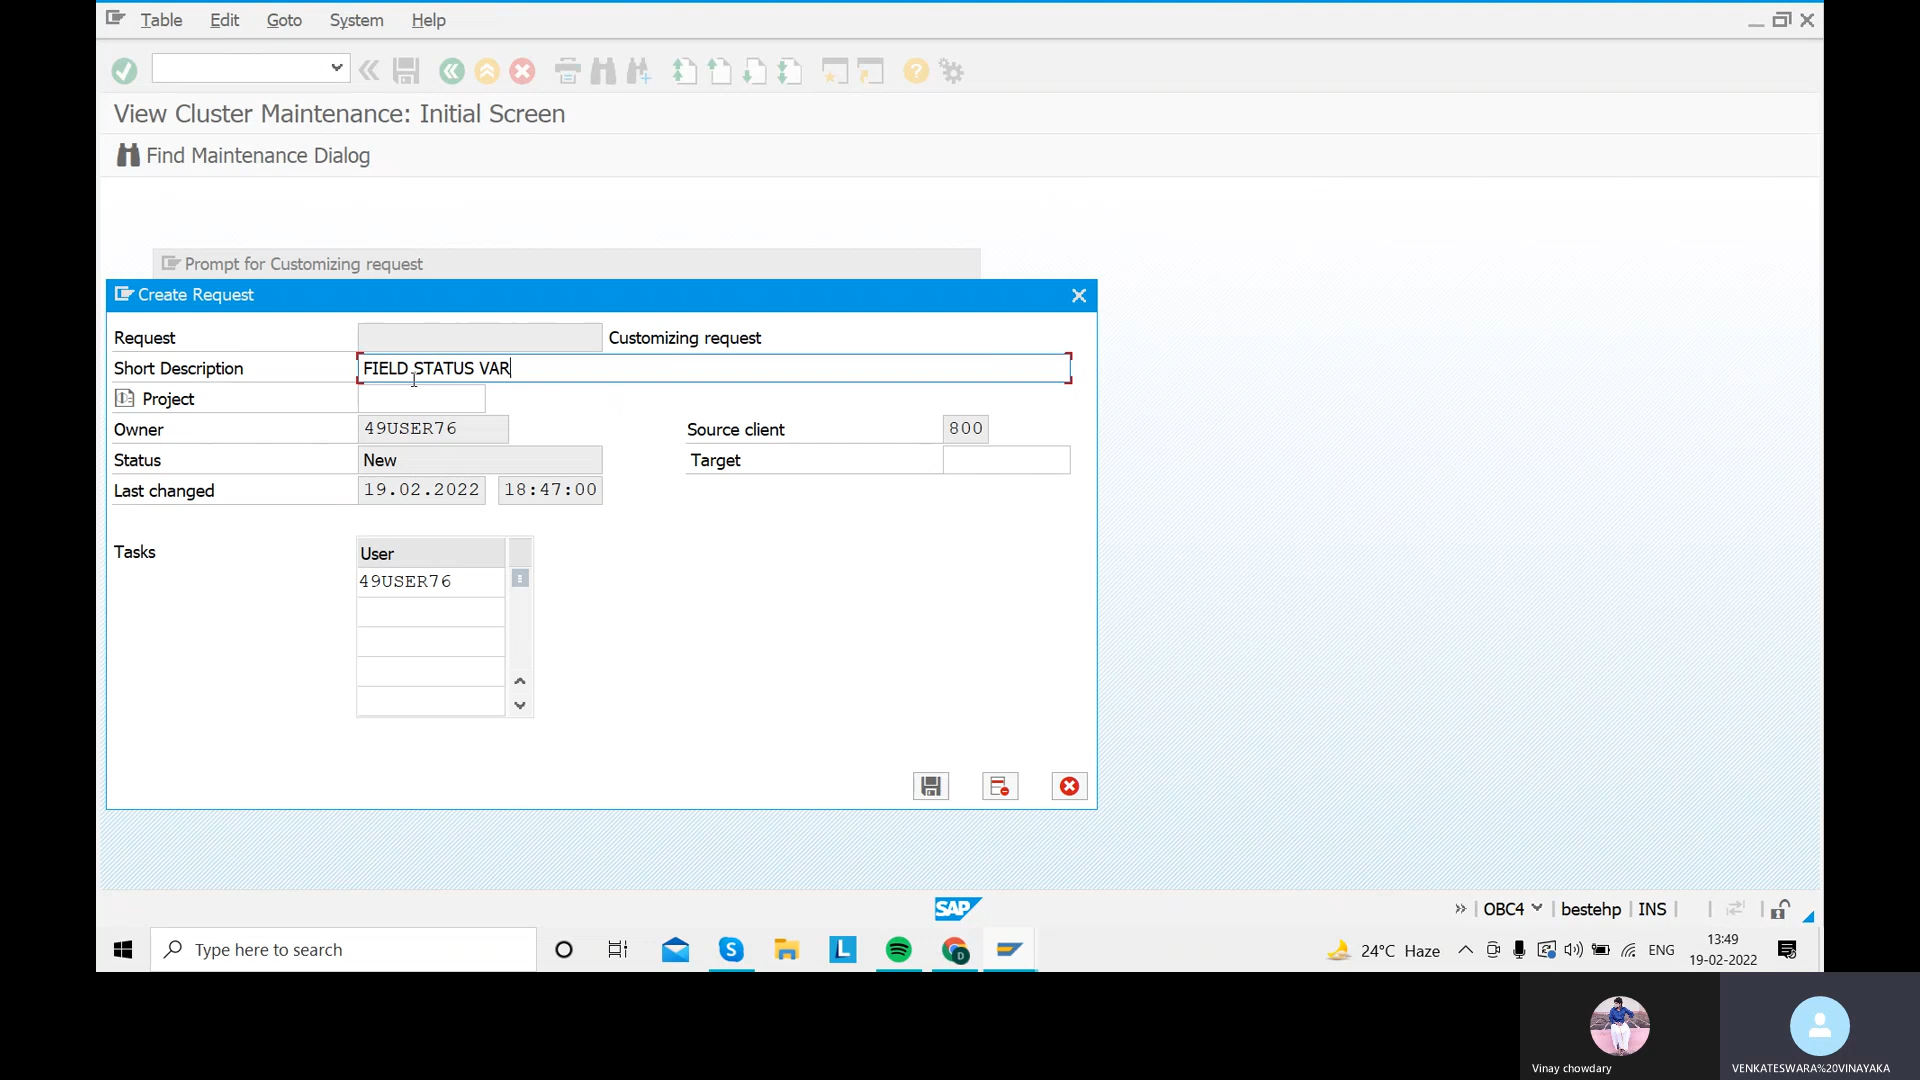 Table Edit Goto System Help
View Cluster Maintenance: Initial Screen
Find Maintenance Dialog
Prompt for Customizing request
Create Request
Request Customizing request
Short Description FIELD STATUS VAR
Project
Owner 49USER76 Source client 800
Status New Target
Last changed 19.02.2022 18:47:00
Tasks User
49USER76
SAP OBC4 bestehp INS
Type here to search 24°C Haze ENG 13:49
19-02-2022
Vinay chowdary VENKATESWARA%20VINAYAKA